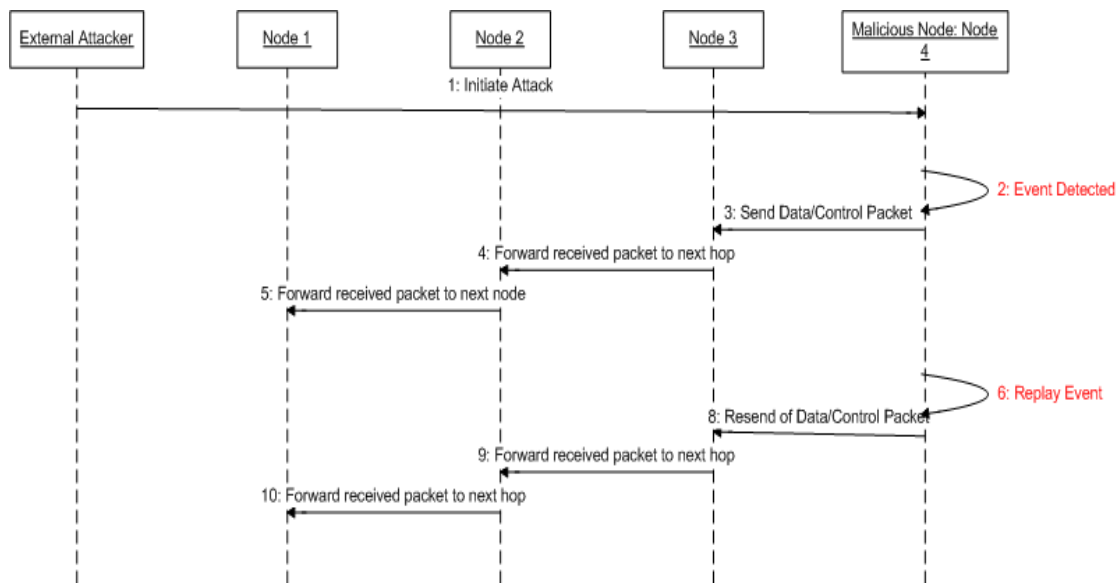 External Attacker
Node 1
Node 2
Node 3
Malicious Node: Node
4
1: Initiate Attack
2: Event Detected
3: Send Data/Control Packet
4: Forward received packet to next hop
5: Forward received packet to next node
6: Replay Event
8: Resend of Data/Control Packet
9: Forward received packet to next hop
10: Forward received packet to next hop